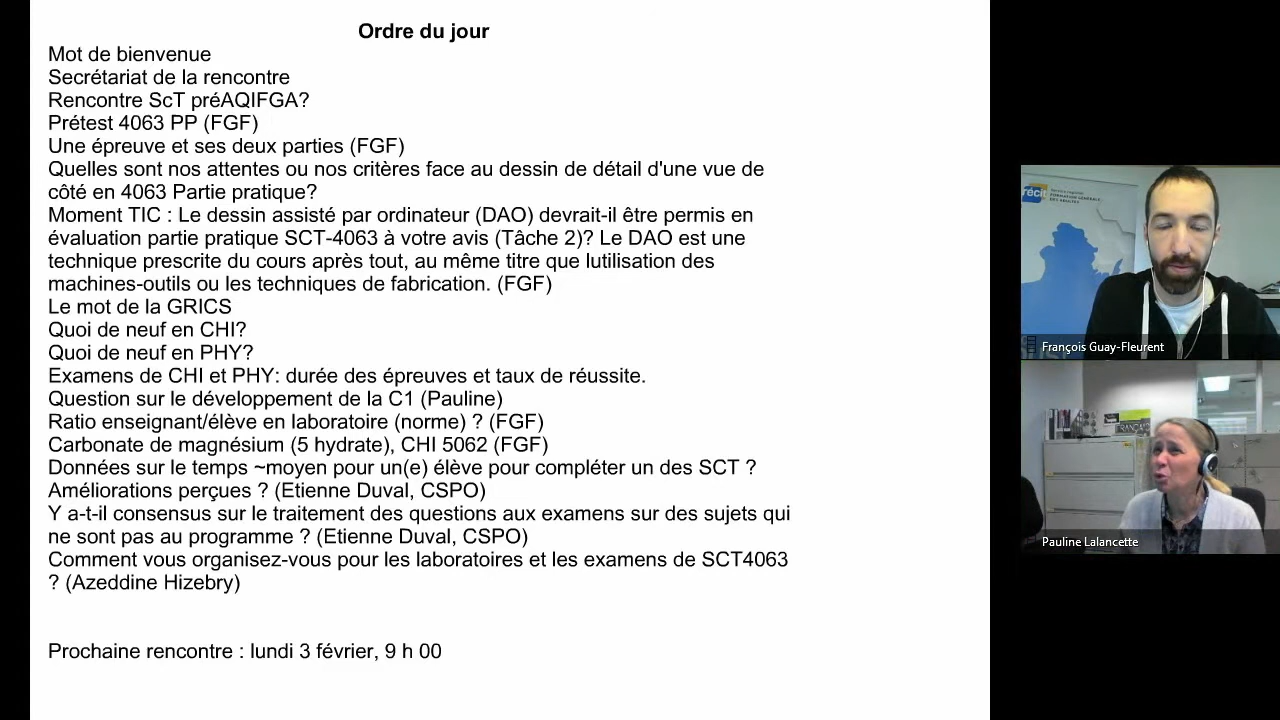 Ordre du jour
Mot de bienvenue
Secrétariat de la rencontre
Rencontre ScT préAQIFGA?
Prétest 4063 PP (FGF)
Une épreuve et ses deux parties (FGF)
Quelles sont nos attentes ou nos critères face au dessin de détail d'une vue de
côté en 4063 Partie pratique?
Moment TIC : Le dessin assisté par ordinateur (DAO) devrait-il être permis en
évaluation partie pratique SCT-4063 à votre avis (Tâche 2)? Le DAO est une
technique prescrite du cours après tout, au même titre que lutilisation des
machines-outils ou les techniques de fabrication. (FGF)
Le mot de la GRICS
Quoi de neuf en CHI?
Quoi de neuf en PHY?
Examens de CHI et PHY: durée des épreuves et taux de réussite.
Question sur le développement de la C1 (Pauline)
Ratio enseignant/élève en laboratoire (norme) ? (FGF)
Carbonate de magnésium (5 hydrate), CHI 5062 (FGF)
Données sur le temps ~moyen pour un(e) élève pour compléter un des SCT ?
Améliorations perçues ? (Etienne Duval, CSPO)
Y a-t-il consensus sur le traitement des questions aux examens sur des sujets qui
ne sont pas au programme ? (Etienne Duval, CSPO)
Comment vous organisez-vous pour les laboratoires et les examens de SCT4063
? (Azeddine Hizebry)
Prochaine rencontre : lundi 3 février, 9 h 00
récit
FORMATION GÉNÉRALE
DES ADULTES
François Guay-Fleurent
FRANÇAIS
Pauline Lalancette